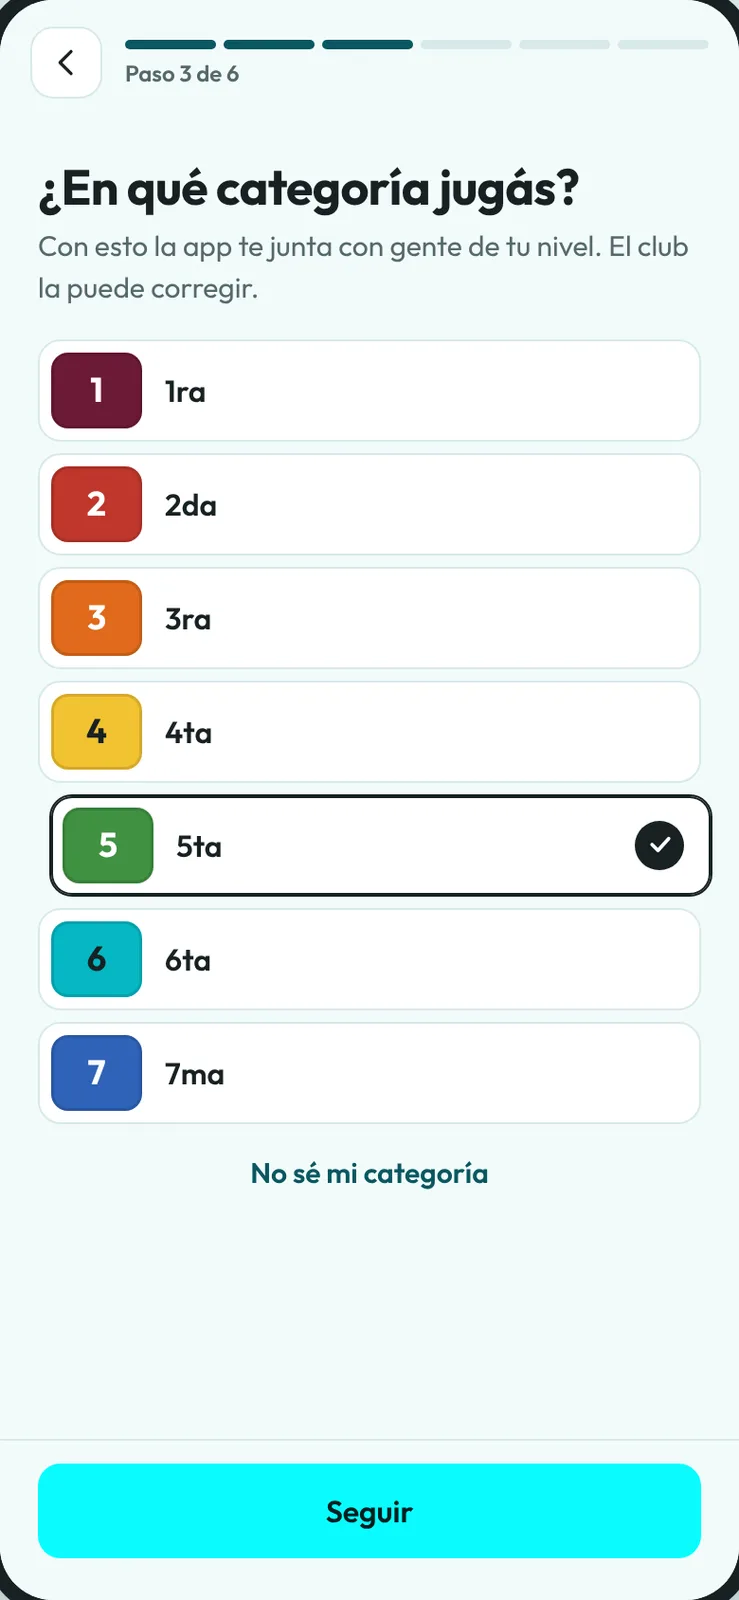 Paso 3 de 6
¿En qué categoría jugás?
Con esto la app te junta con gente de tu nivel. El club
la puede corregir.
1 1ra
2 2da
3 3ra
4 4ta
5 5ta
6 6ta
7 7ma
No sé mi categoría
Seguir